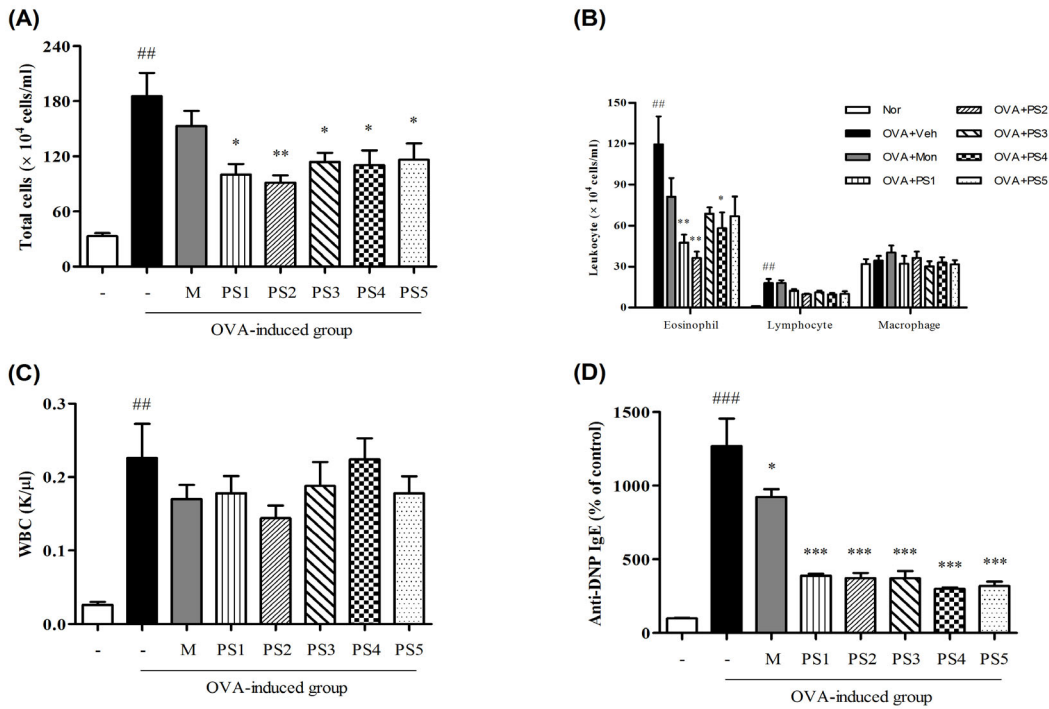 (A)
Total cells (× 10⁴ cells/ml)
240
180
120
60
0
##
*
**
*
*
*
- - M PS1 PS2 PS3 PS4 PS5
OVA-induced group
(B)
Leukocyte (× 10⁴ cells/ml)
150
120
90
60
30
0
##
**
**
*
##
Eosinophil Lymphocyte Macrophage
Nor
OVA+Veh
OVA+Mon
OVA+PS1
OVA+PS2
OVA+PS3
OVA+PS4
OVA+PS5
(C)
WBC (K/µl)
0.3
0.2
0.1
0.0
##
- - M PS1 PS2 PS3 PS4 PS5
OVA-induced group
(D)
Anti-DNP IgE (% of control)
1500
1000
500
0
###
*
***
***
***
***
***
- - M PS1 PS2 PS3 PS4 PS5
OVA-induced group